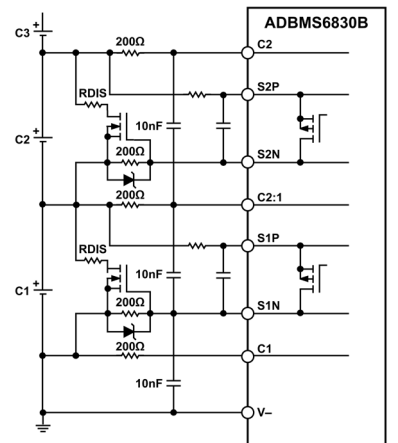 ADBMS6830B
C3
200Ω
C2
S2P
RDIS
C2
10nF
200Ω
S2N
200Ω
C2:1
S1P
RDIS
C1
10nF
200Ω
S1N
200Ω
C1
10nF
V–